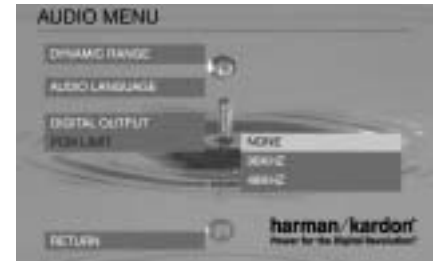 AUDIO MENU
DYNAMIC RANGE
AUDIO LANGUAGE
DIGITAL OUTPUT
PCM LIMIT
NONE
96KHZ
48KHZ
RETURN
harman/kardon®
Power for the Digital Revolution®